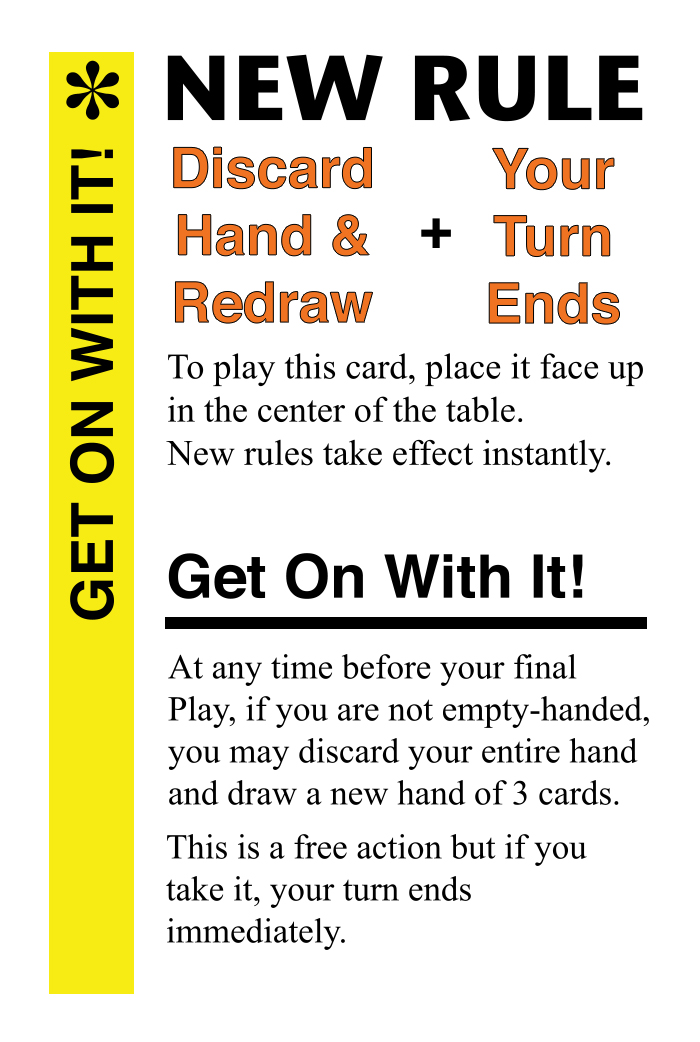 GET ON WITH IT! *
NEW RULE
Discard
Hand &
Redraw
+
Your
Turn
Ends
To play this card, place it face up
in the center of the table.
New rules take effect instantly.
Get On With It!
At any time before your final
Play, if you are not empty-handed,
you may discard your entire hand
and draw a new hand of 3 cards.
This is a free action but if you
take it, your turn ends
immediately.